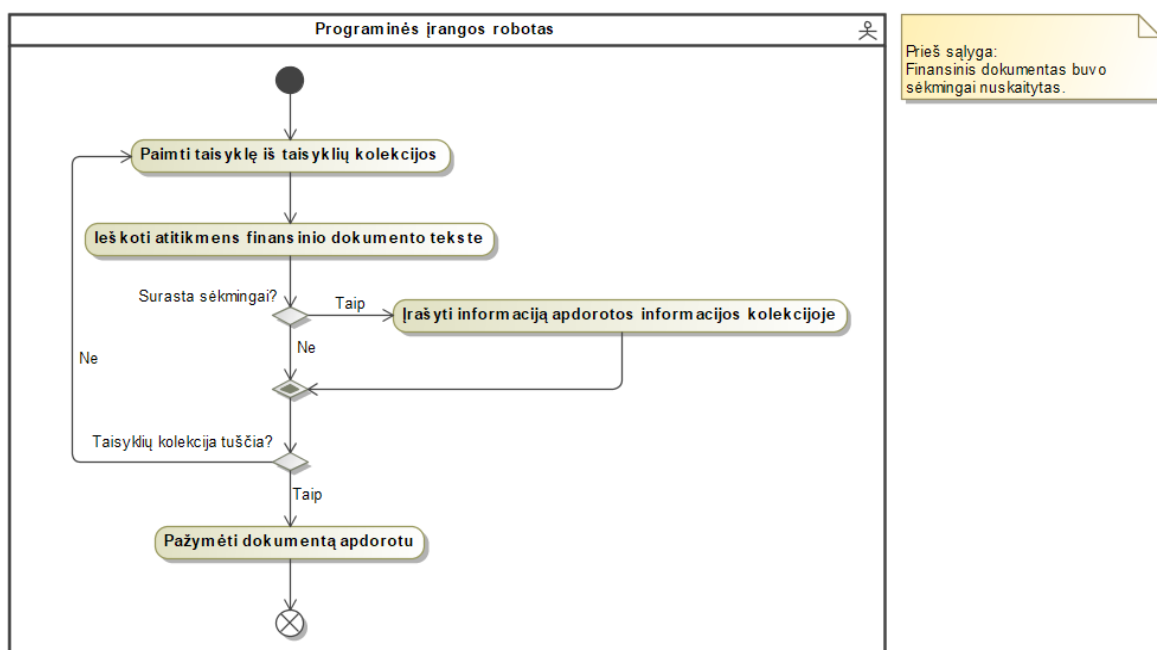 Programinės įrangos robotas
Prieš sąlyga:
Finansinis dokumentas buvo
sėkmingai nuskaitytas.
Paimti taisyklę iš taisyklių kolekcijos
Ieškoti atitikmens finansinio dokumento tekste
Surasta sėkmingai?
Taip
Įrašyti informaciją apdorotos informacijos kolekcijoje
Ne
Ne
Taisyklių kolekcija tuščia?
Taip
Pažymėti dokumentą apdorotu